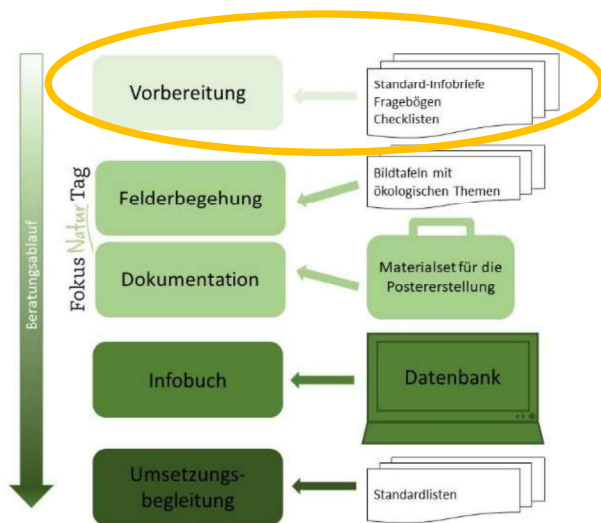 Beratungsablauf
Vorbereitung
Standard-Infobriefe
Fragebögen
Checklisten
Fokus Natur Tag
Felderbegehung
Bildtafeln mit
ökologischen Themen
Dokumentation
Materialset für die
Postererstellung
Infobuch
Datenbank
Umsetzungs-
begleitung
Standardlisten